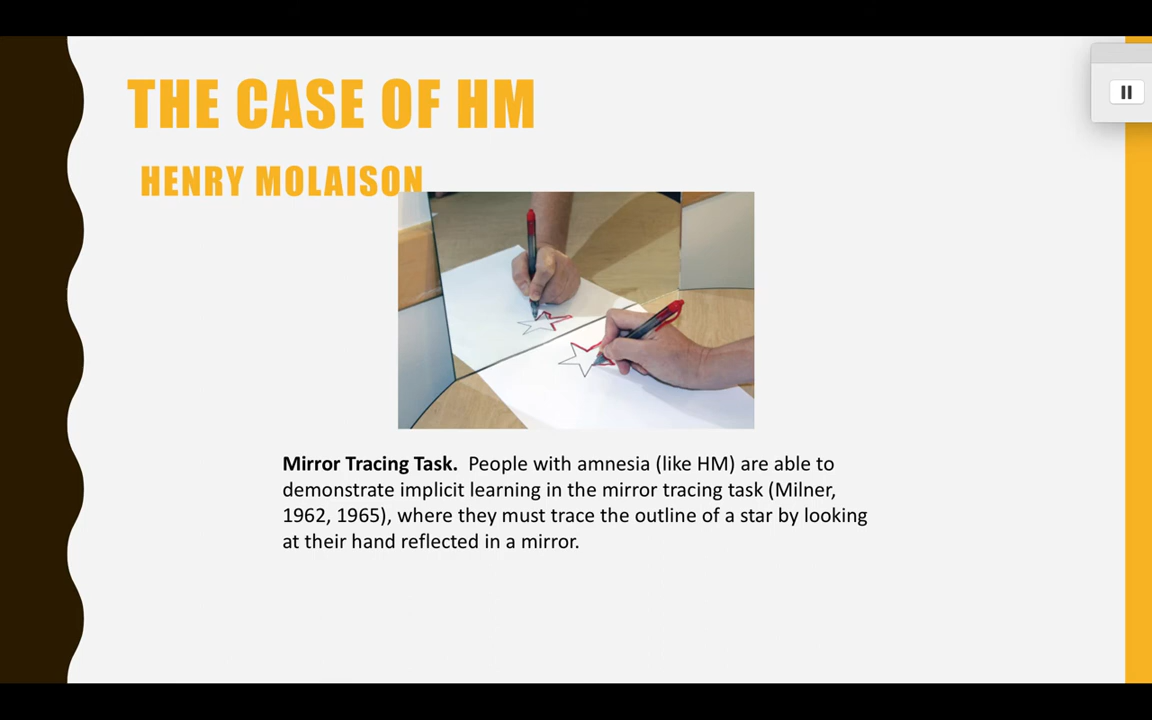 THE CASE OF HM
HENRY MOLAISON
Mirror Tracing Task. People with amnesia (like HM) are able to
demonstrate implicit learning in the mirror tracing task (Milner,
1962, 1965), where they must trace the outline of a star by looking
at their hand reflected in a mirror.